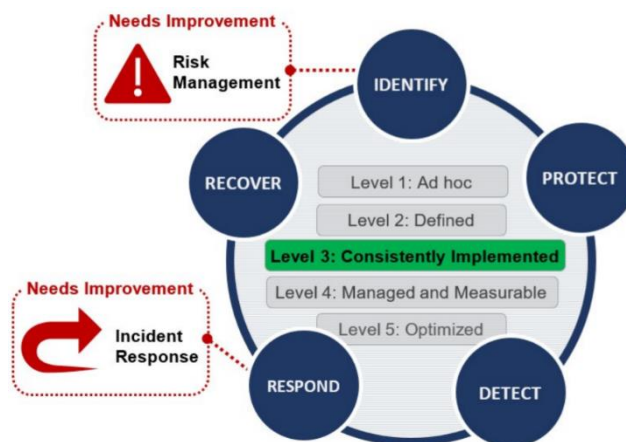 Needs Improvement
Risk
Management
IDENTIFY
RECOVER
PROTECT
Level 1: Ad hoc
Level 2: Defined
Level 3: Consistently Implemented
Level 4: Managed and Measurable
Level 5: Optimized
Needs Improvement
Incident
Response
RESPOND
DETECT